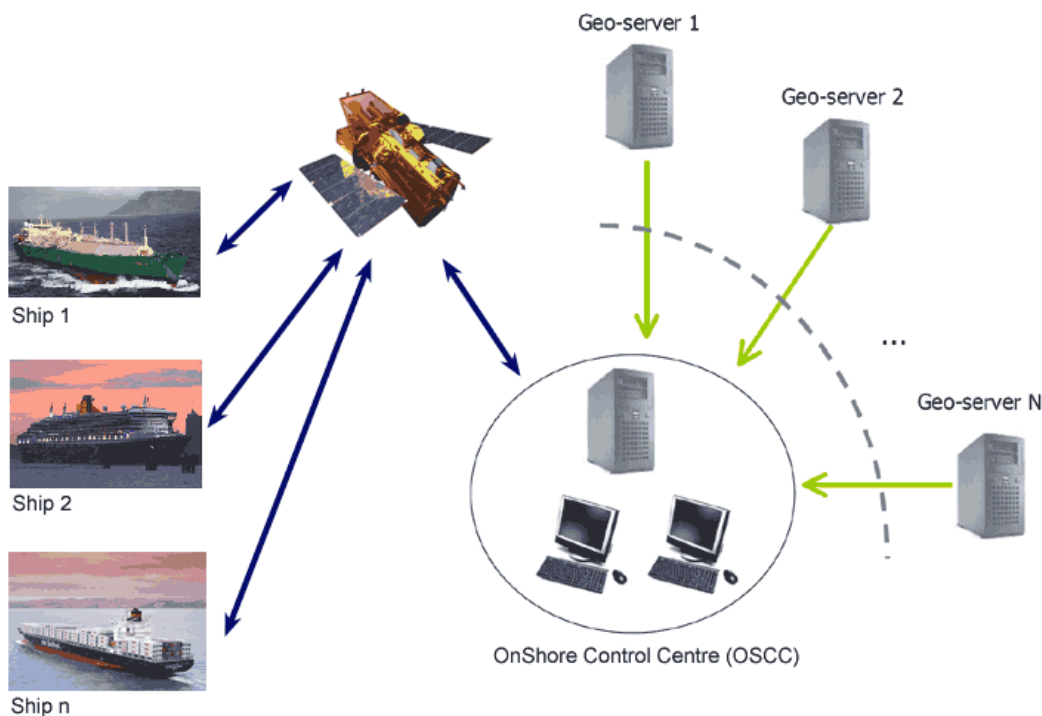 Geo-server 1
Geo-server 2
Ship 1
...
Geo-server N
Ship 2
OnShore Control Centre (OSCC)
Ship n